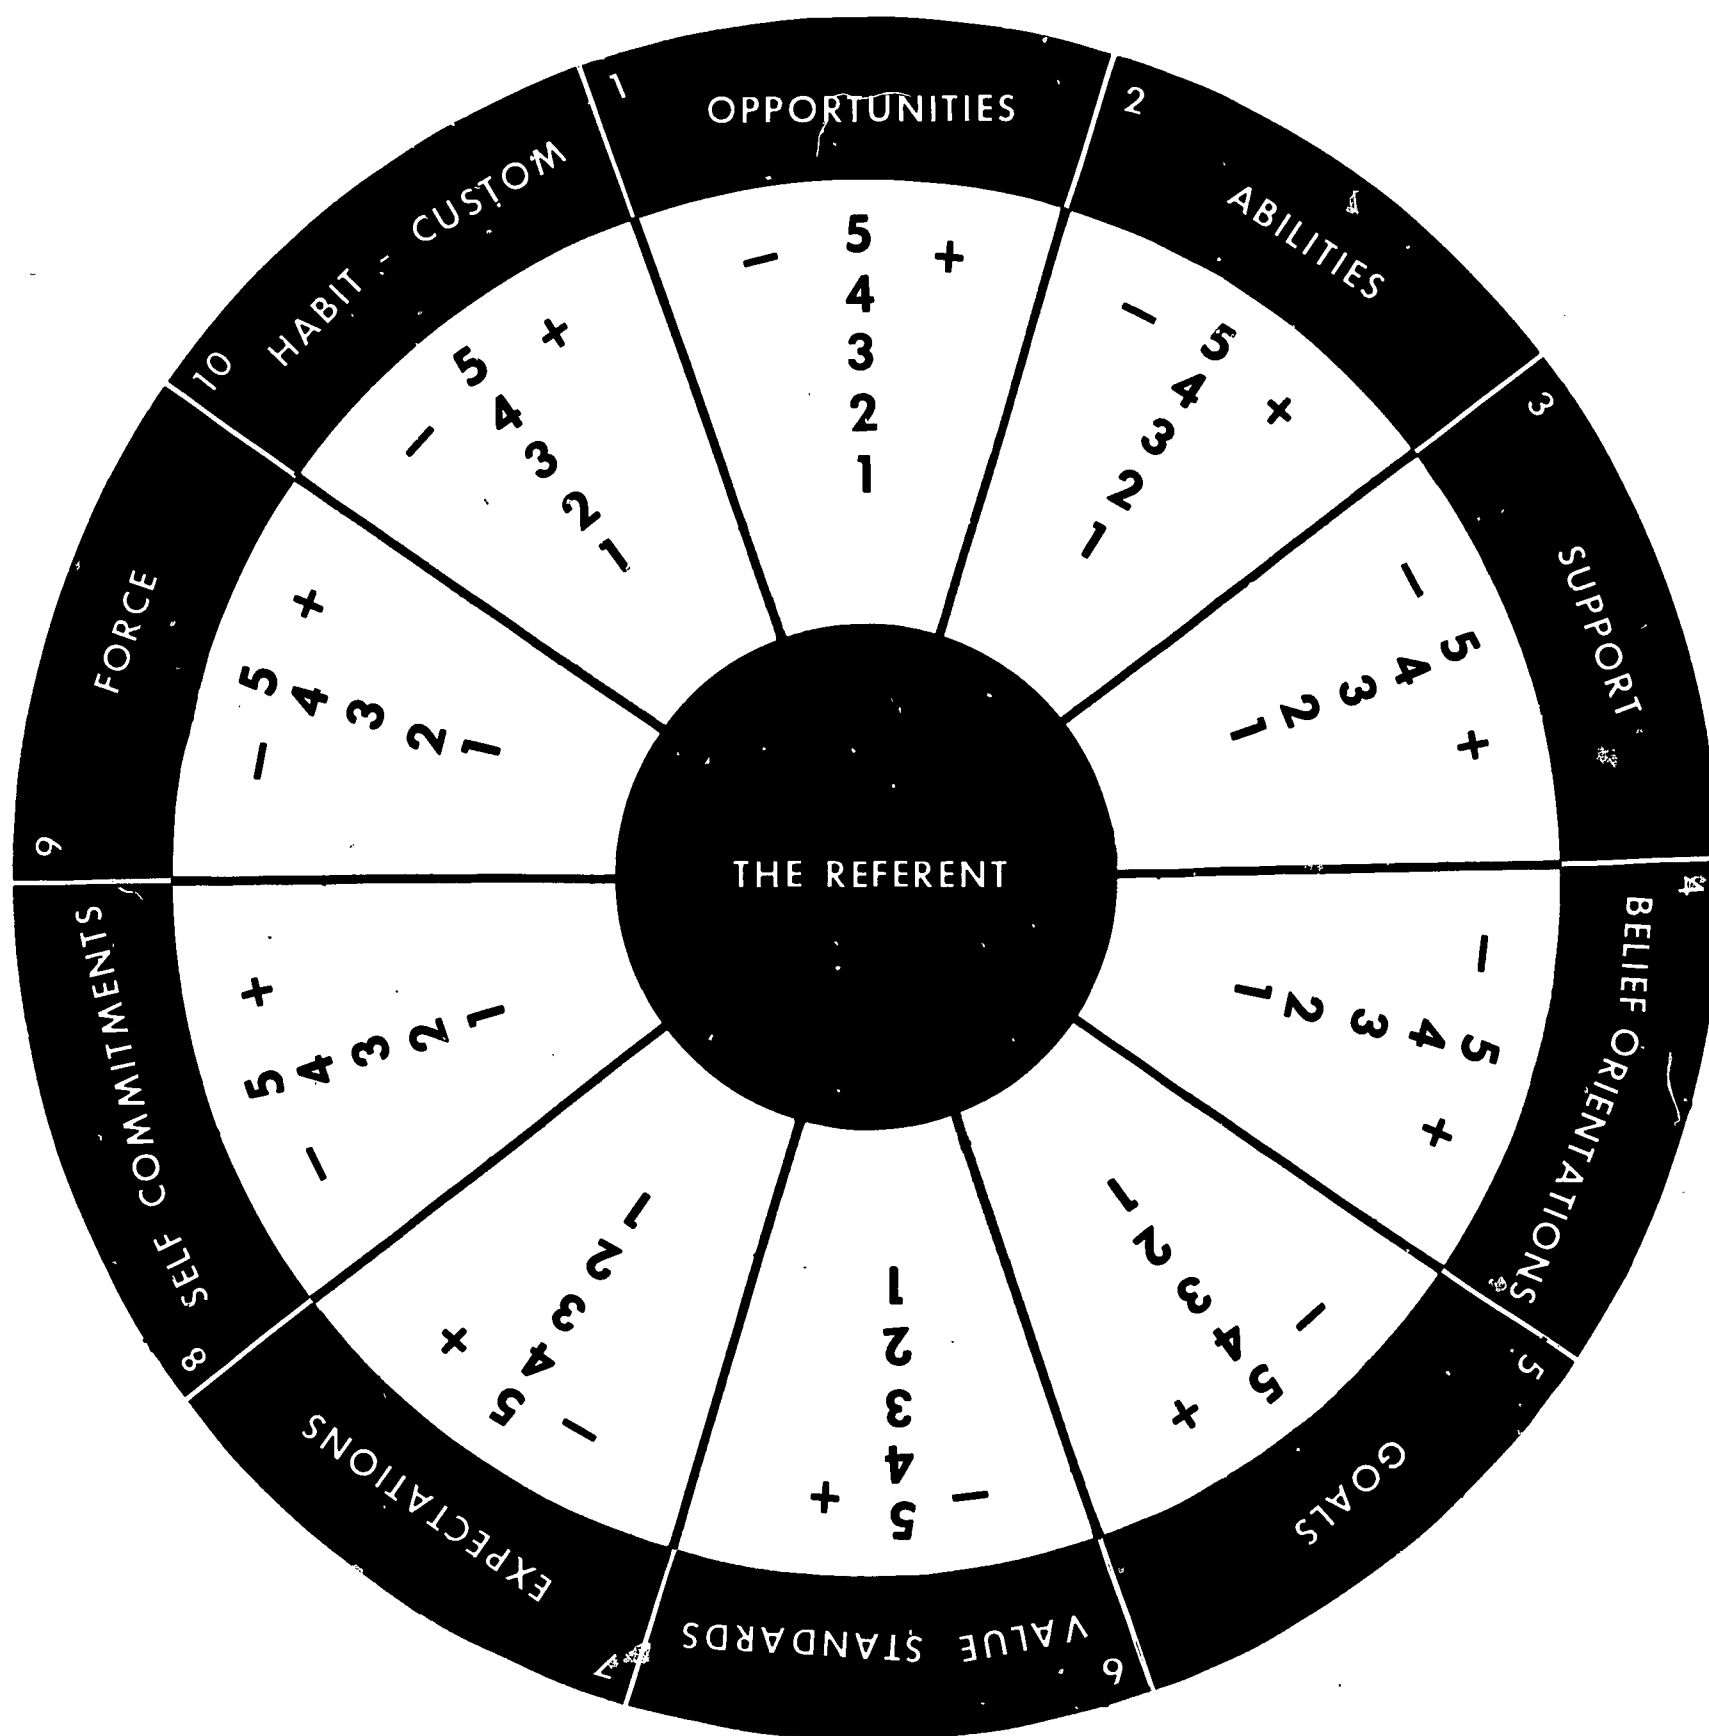 1
OPPORTUNITIES
− 5 +
4
3
2
1
2
ABILITIES
− 5 +
4
3
2
1
3
SUPPORT
− 5 +
4
3
2
1
4
BELIEF ORIENTATIONS
− 5 +
4
3
2
1
5
GOALS
− 5 +
4
3
2
1
6
VALUE STANDARDS
− 5 +
4
3
2
1
7
EXPECTATIONS
− 5 +
4
3
2
1
8
SELF COMMITMENTS
− 5 +
4
3
2
1
9
FORCE
− 5 +
4
3
2
1
10
HABIT - CUSTOM
− 5 +
4
3
2
1
THE REFERENT